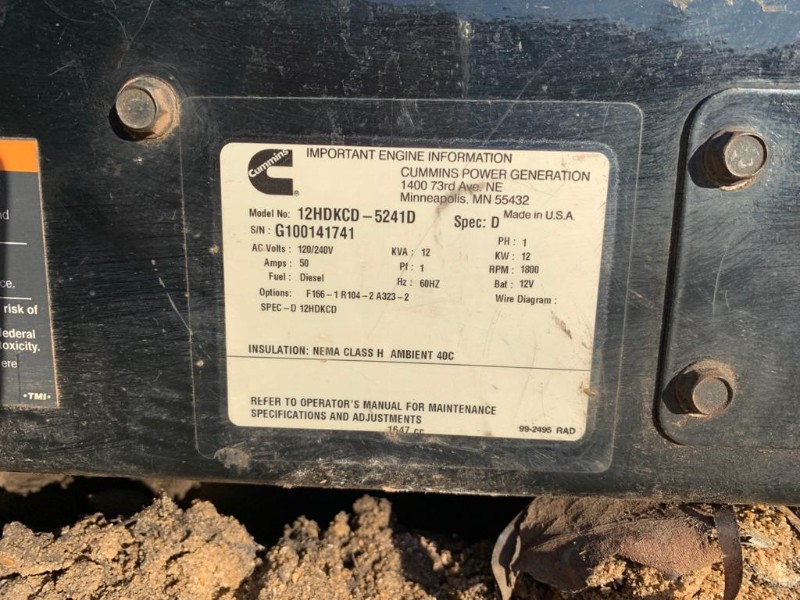 Cummins
IMPORTANT ENGINE INFORMATION
CUMMINS POWER GENERATION
1400 73rd Ave. NE
Minneapolis, MN 55432
Made in U.S.A.
Model No: 12HDKCD-5241D Spec: D
S/N: G100141741
AC Volts: 120/240V KVA: 12 PH: 1
Amps: 50 Pf: 1 KW: 12
Fuel: Diesel Hz: 60HZ RPM: 1800
Bat: 12V
Options: F166-1 R104-2 A323-2 Wire Diagram:
SPEC-D 12HDKCD
INSULATION: NEMA CLASS H AMBIENT 40C
REFER TO OPERATOR'S MANUAL FOR MAINTENANCE
SPECIFICATIONS AND ADJUSTMENTS
1647 cc
99-2495 RAD
nd
ce.
risk of
federal
toxicity.
ere
•TMI•